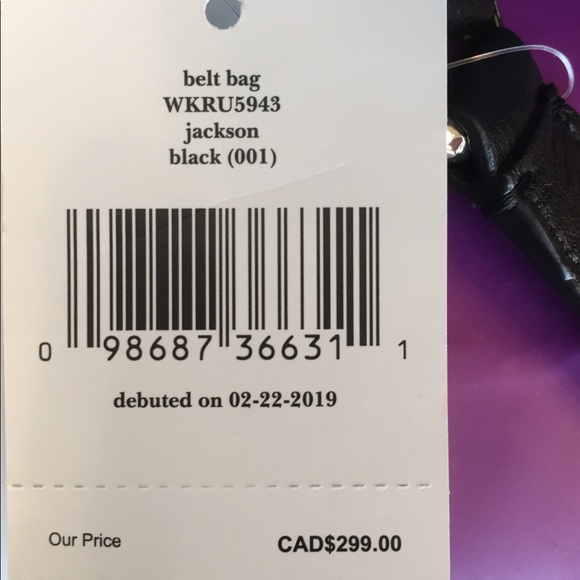 belt bag
WKRU5943
jackson
black (001)
0 98687 36631 1
debuted on 02-22-2019
Our Price CAD$299.00